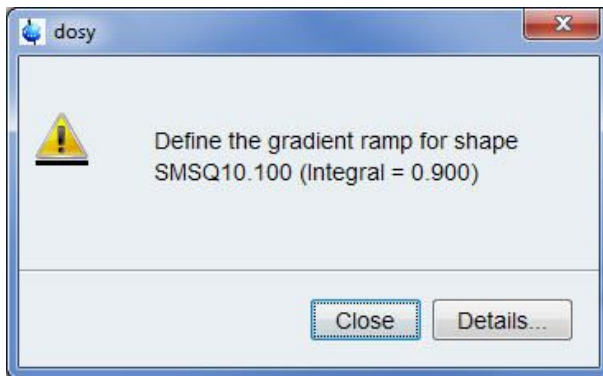 dosy
Define the gradient ramp for shape
SMSQ10.100 (Integral = 0.900)
Close Details...